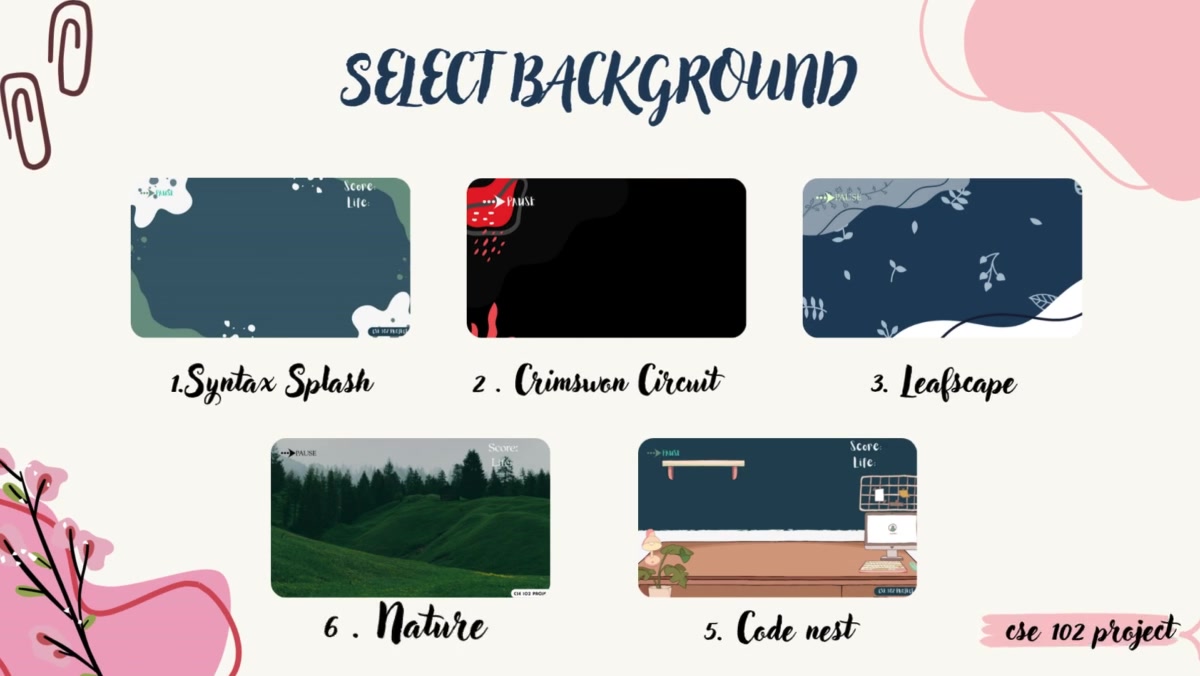 SELECT BACKGROUND
PAUSE
Score:
Life:
CSE 102 PROJECT
PAUSE
PAUSE
1.Syntax Splash
2 . Crimswon Circuit
3. Leafscape
PAUSE
Score:
Life:
CSE 102 PROJE
PAUSE
Score:
Life:
CSE 102 PROJECT
6 . Nature
5. Code nest
cse 102 project